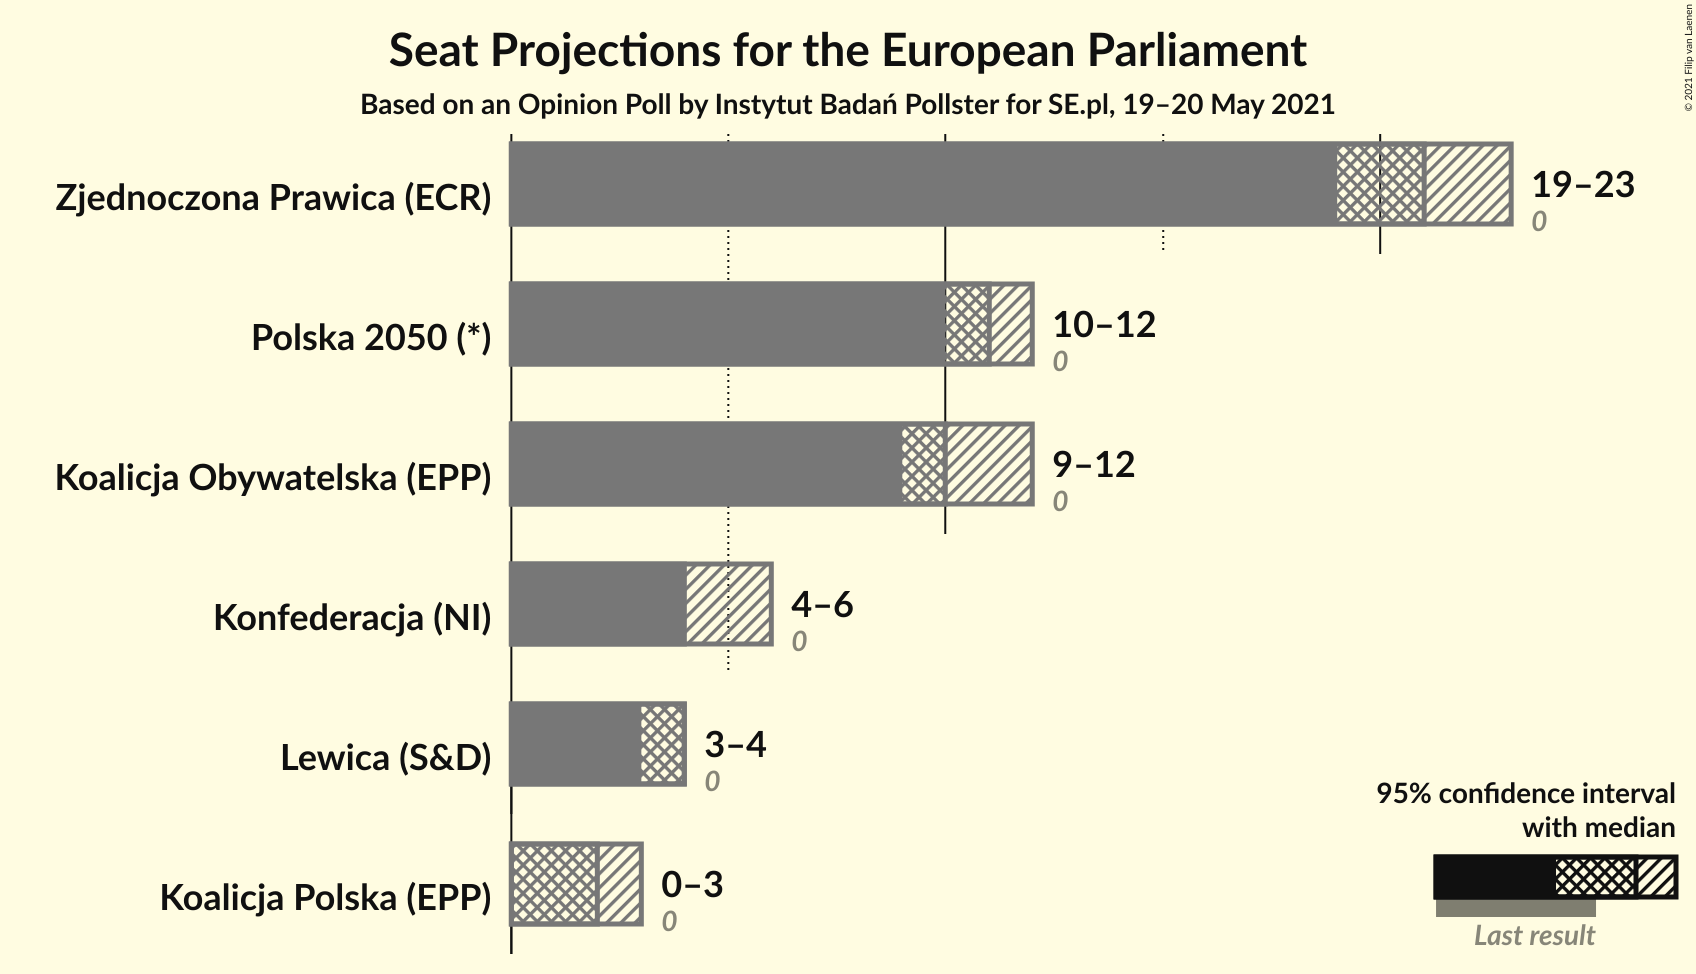 Seat Projections for the European Parliament
Based on an Opinion Poll by Instytut Badań Pollster for SE.pl, 19–20 May 2021
© 2021 Filip van Laenen
Zjednoczona Prawica (ECR)
19–23
0
Polska 2050 (*)
10–12
0
Koalicja Obywatelska (EPP)
9–12
0
Konfederacja (NI)
4–6
0
Lewica (S&D)
3–4
0
Koalicja Polska (EPP)
0–3
0
95% confidence interval
with median
Last result